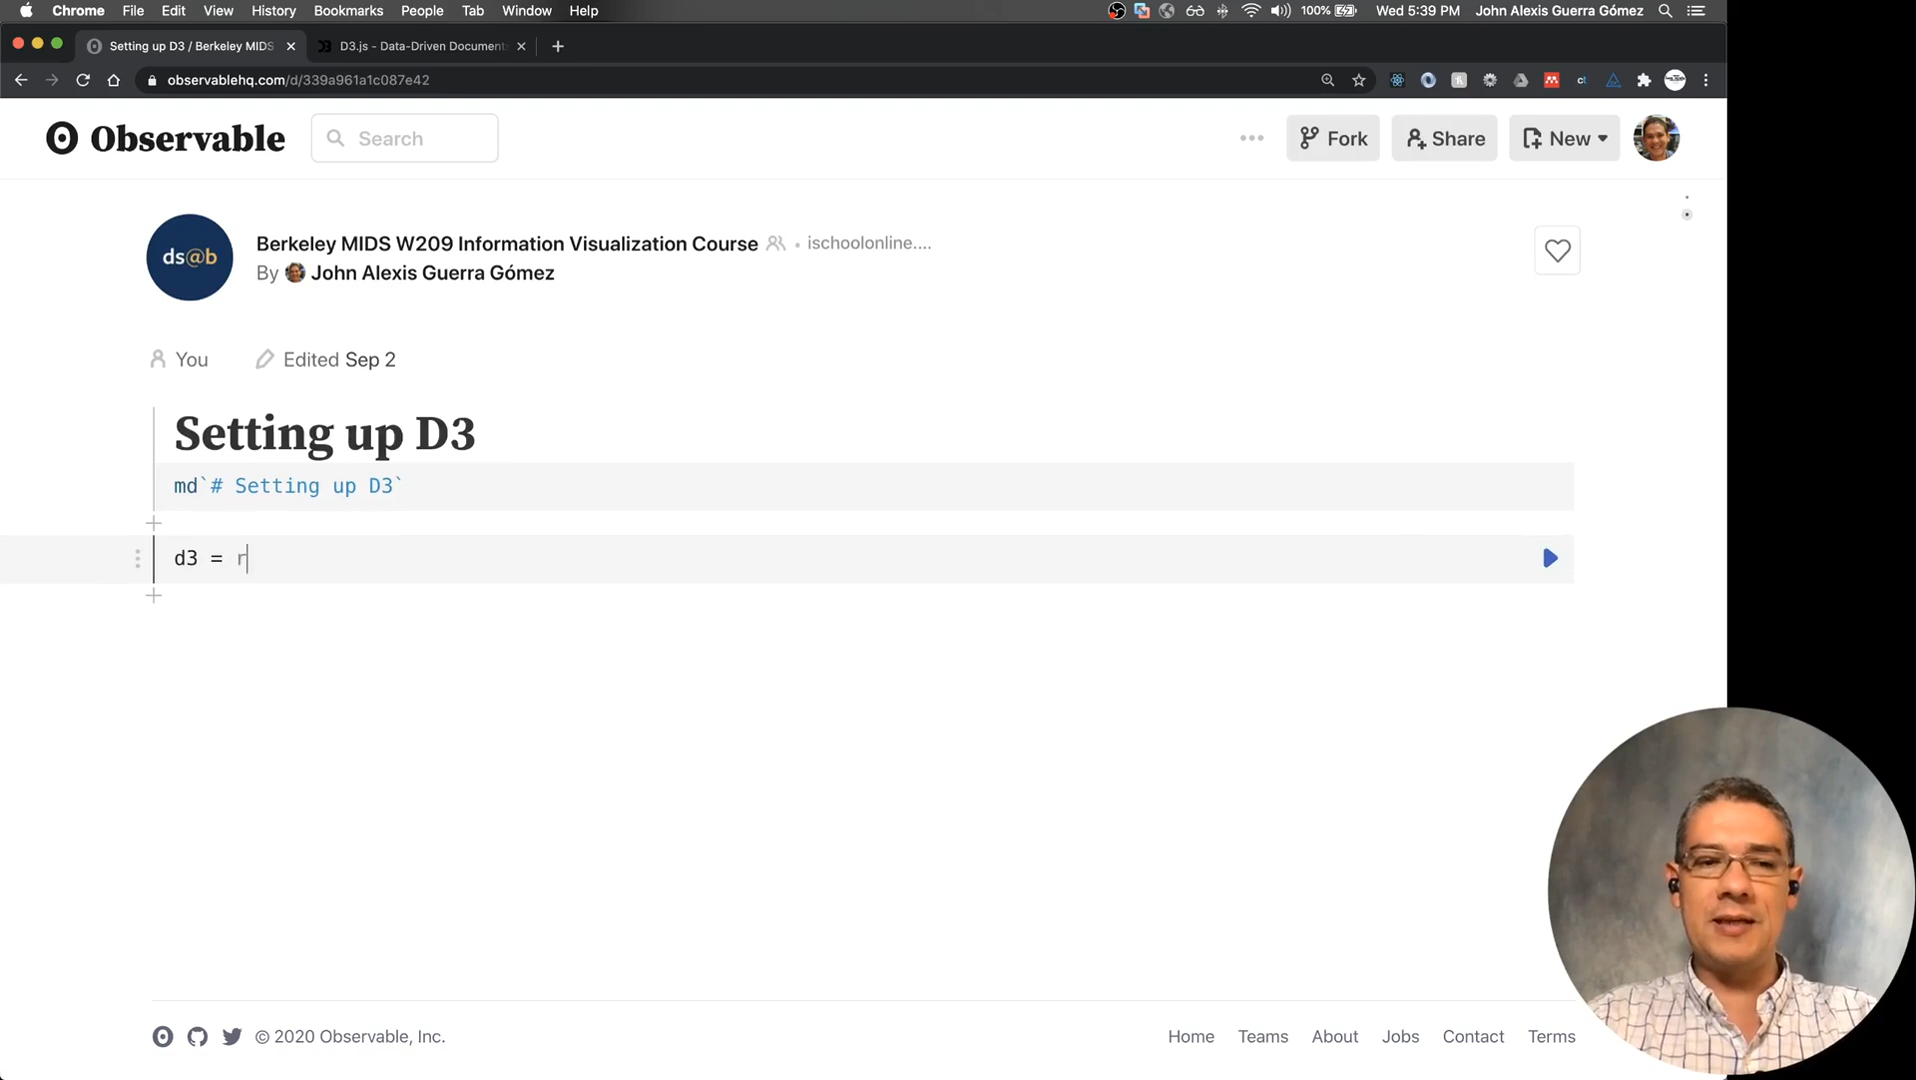 Chrome File Edit View History Bookmarks People Tab Window Help 100% Wed 5:39 PM John Alexis Guerra Gómez
Setting up D3 / Berkeley MIDS D3.js - Data-Driven Document
observablehq.com/d/339a961a1c087e42
Observable Search Fork Share New
ds@b
Berkeley MIDS W209 Information Visualization Course • ischoolonline....
By John Alexis Guerra Gómez
You Edited Sep 2
Setting up D3
md`# Setting up D3`
d3 = r
© 2020 Observable, Inc. Home Teams About Jobs Contact Terms